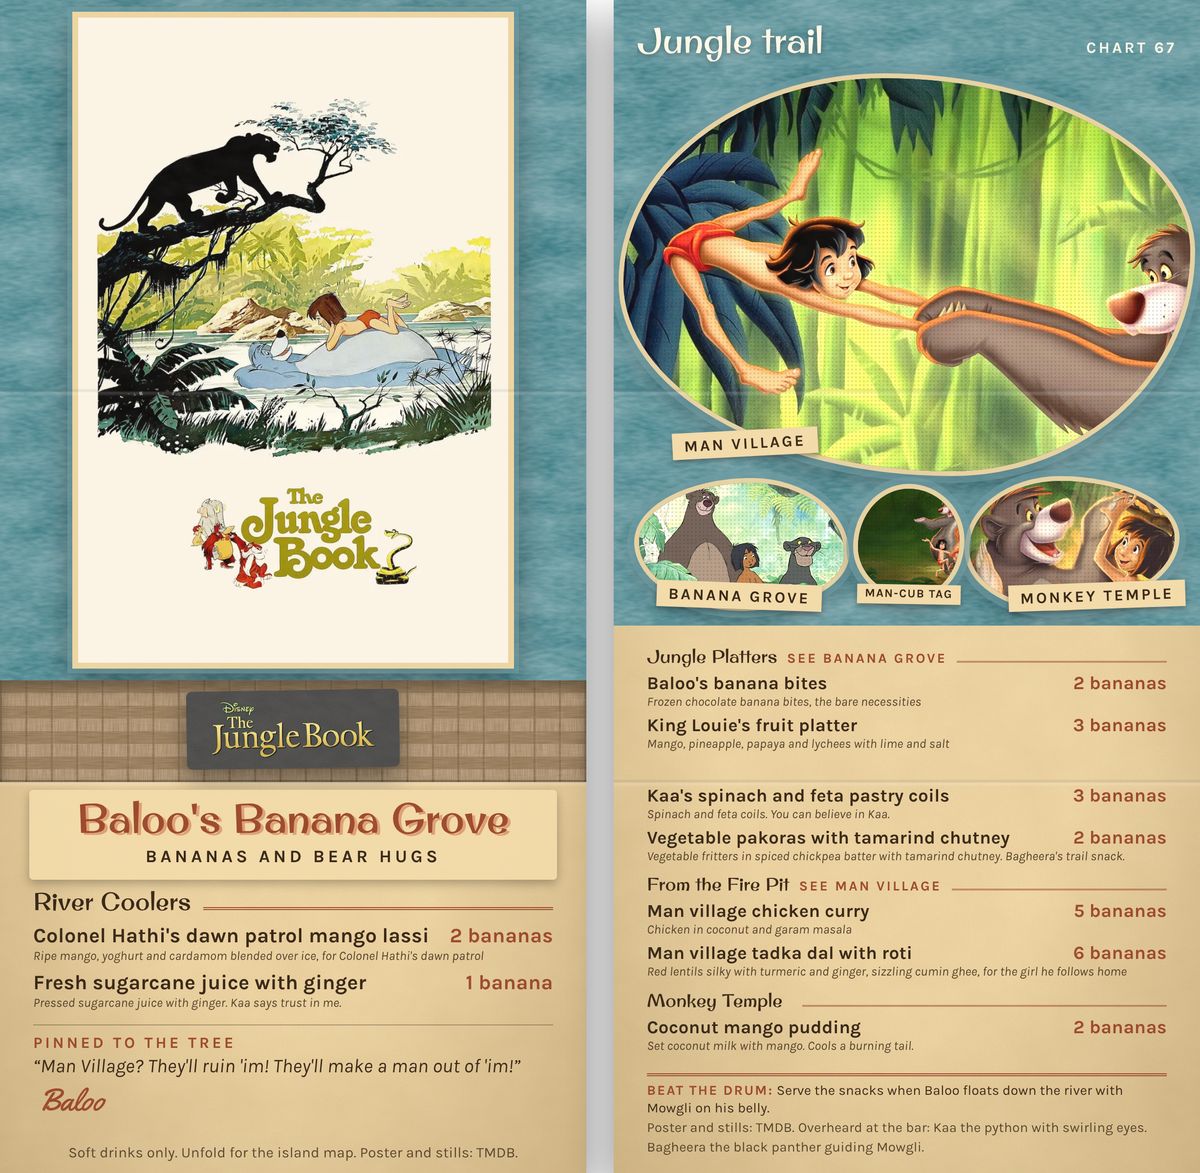 The
Jungle
Book
Disney
The
Jungle Book
Baloo's Banana Grove
BANANAS AND BEAR HUGS
River Coolers
Colonel Hathi's dawn patrol mango lassi 2 bananas
Ripe mango, yoghurt and cardamom blended over ice, for Colonel Hathi's dawn patrol
Fresh sugarcane juice with ginger 1 banana
Pressed sugarcane juice with ginger. Kaa says trust in me.
PINNED TO THE TREE
“Man Village? They'll ruin 'im! They'll make a man out of 'im!”
Baloo
Soft drinks only. Unfold for the island map. Poster and stills: TMDB.
Jungle trail CHART 67
MAN VILLAGE
BANANA GROVE
MAN-CUB TAG
MONKEY TEMPLE
Jungle Platters SEE BANANA GROVE
Baloo's banana bites 2 bananas
Frozen chocolate banana bites, the bare necessities
King Louie's fruit platter 3 bananas
Mango, pineapple, papaya and lychees with lime and salt
Kaa's spinach and feta pastry coils 3 bananas
Spinach and feta coils. You can believe in Kaa.
Vegetable pakoras with tamarind chutney 2 bananas
Vegetable fritters in spiced chickpea batter with tamarind chutney. Bagheera's trail snack.
From the Fire Pit SEE MAN VILLAGE
Man village chicken curry 5 bananas
Chicken in coconut and garam masala
Man village tadka dal with roti 6 bananas
Red lentils silky with turmeric and ginger, sizzling cumin ghee, for the girl he follows home
Monkey Temple
Coconut mango pudding 2 bananas
Set coconut milk with mango. Cools a burning tail.
BEAT THE DRUM: Serve the snacks when Baloo floats down the river with
Mowgli on his belly.
Poster and stills: TMDB. Overheard at the bar: Kaa the python with swirling eyes.
Bagheera the black panther guiding Mowgli.